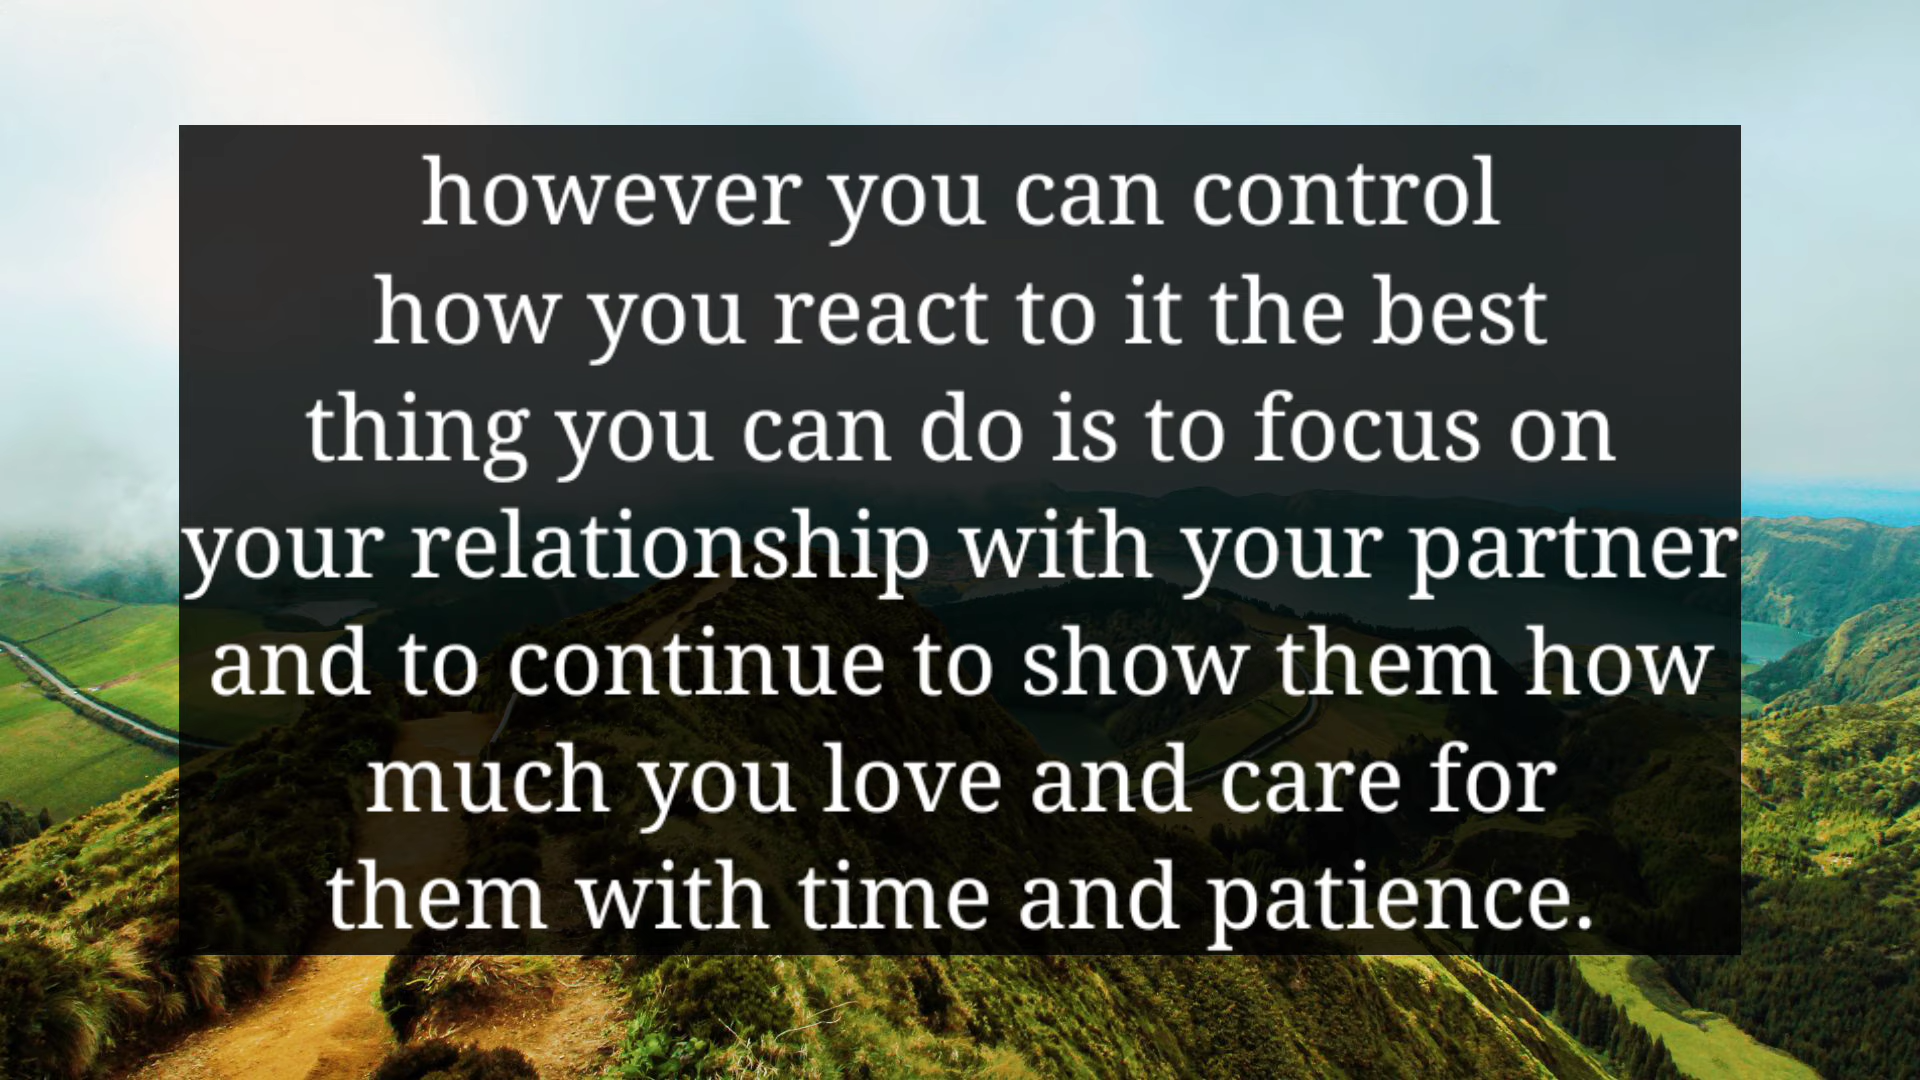 however you can control
how you react to it the best
thing you can do is to focus on
your relationship with your partner
and to continue to show them how
much you love and care for
them with time and patience.